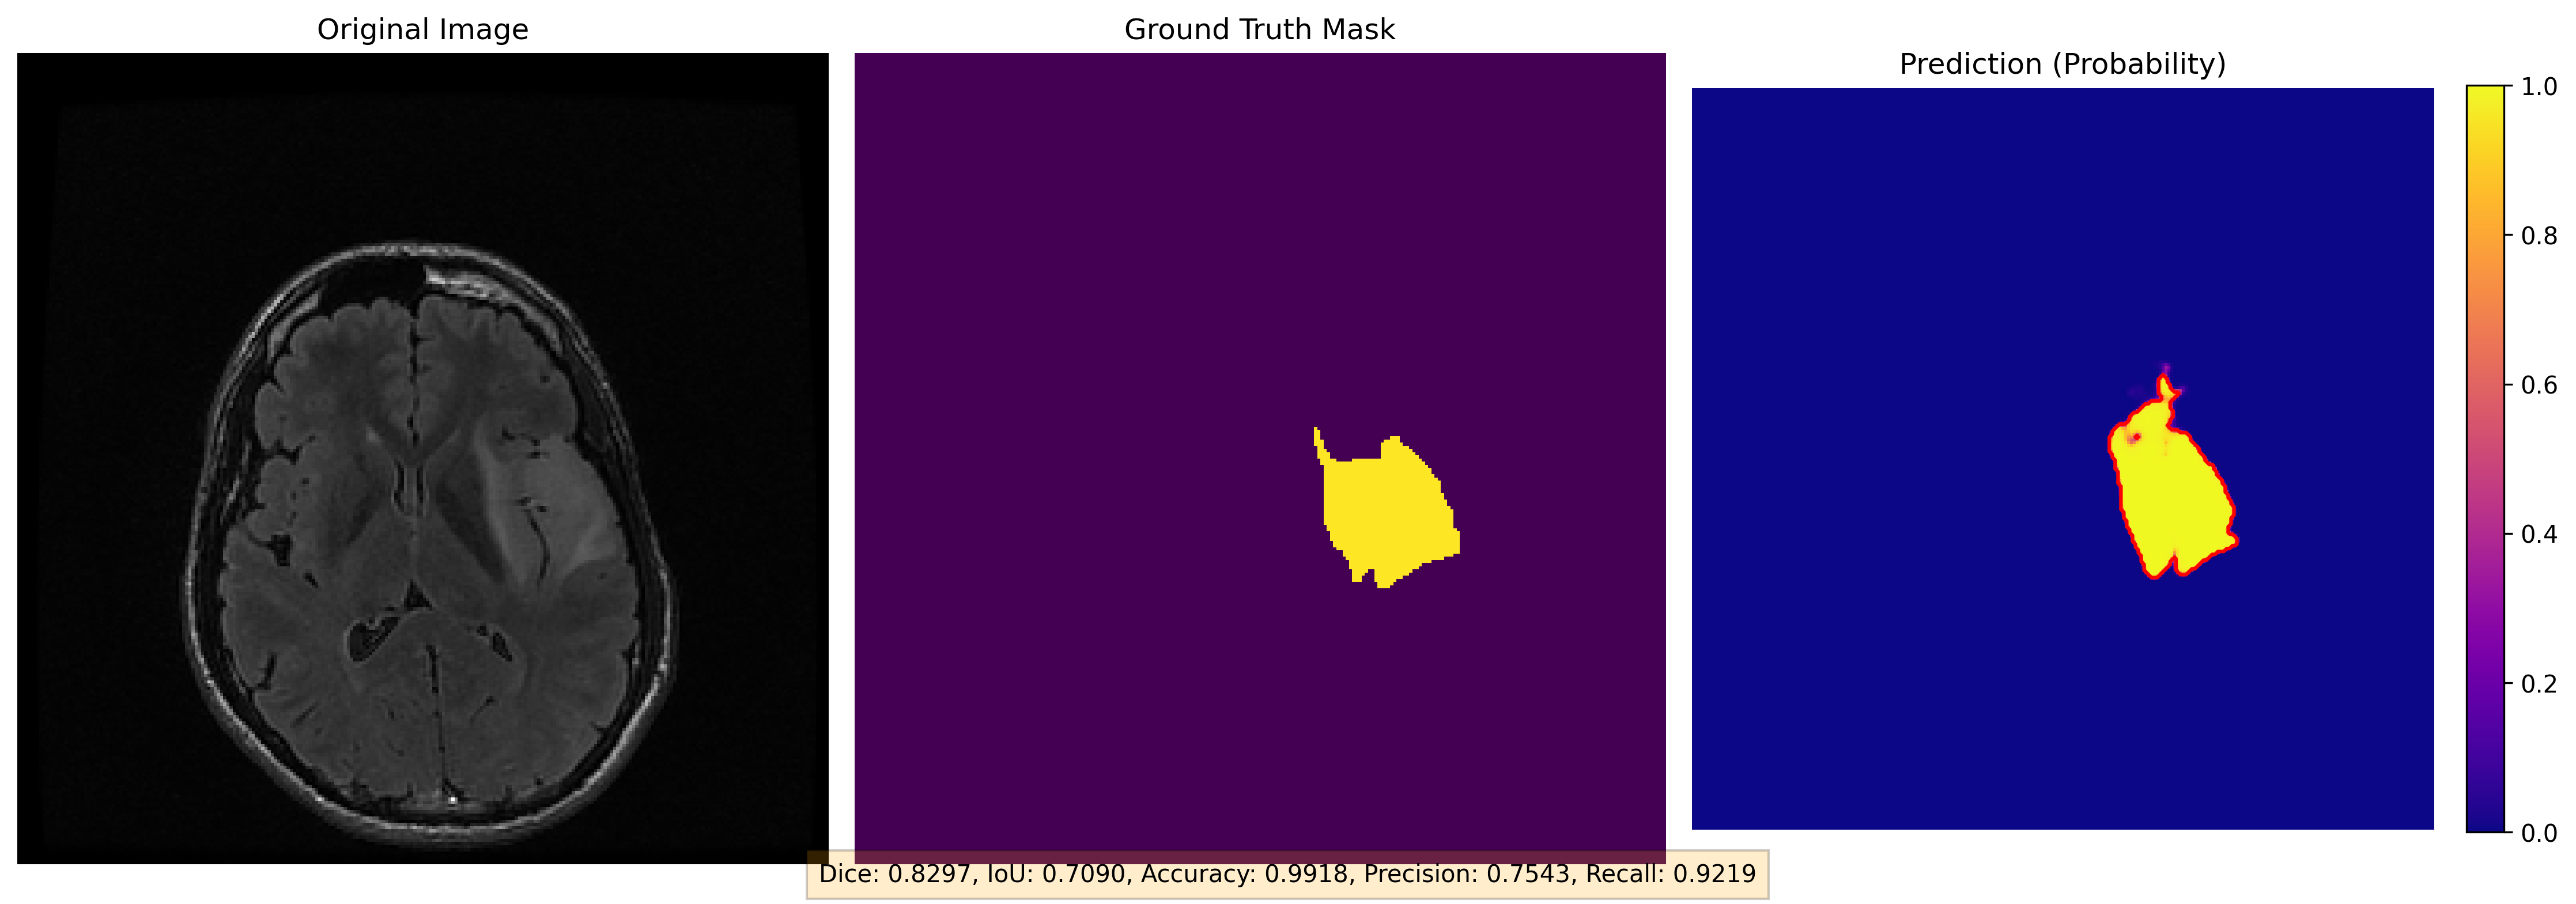 Original Image
Ground Truth Mask
Prediction (Probability)
1.0
0.8
0.6
0.4
0.2
0.0
Dice: 0.8297, IoU: 0.7090, Accuracy: 0.9918, Precision: 0.7543, Recall: 0.9219